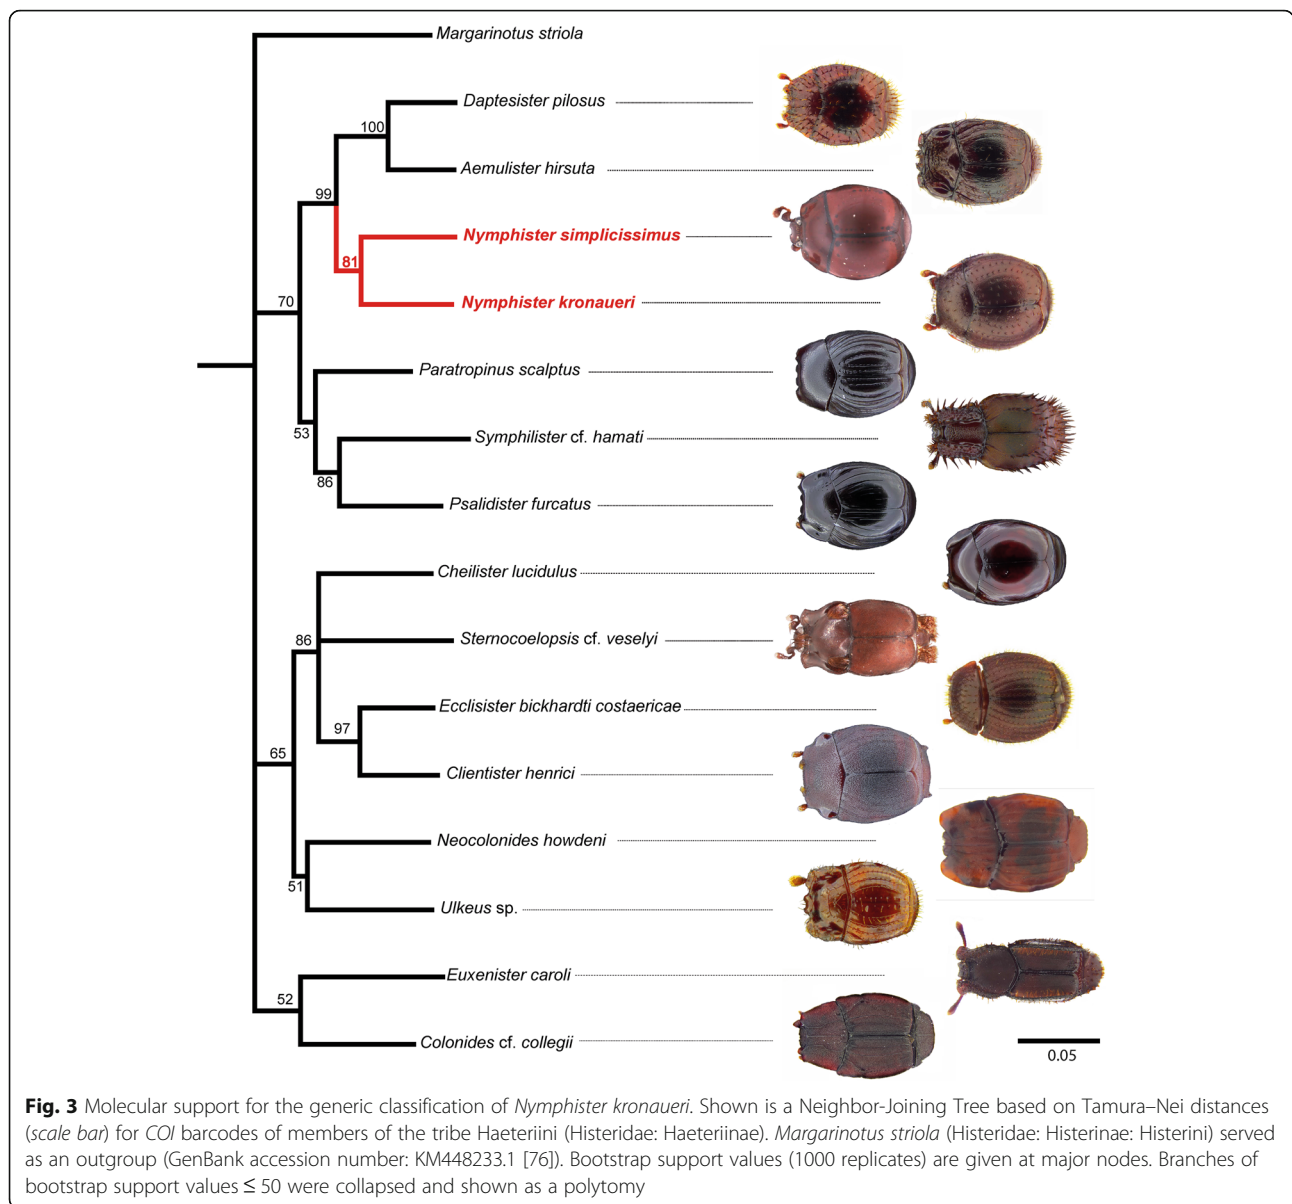 Margarinotus striola
Daptesister pilosus
100
Aemulister hirsuta
99
Nymphister simplicissimus
81
Nymphister kronaueri
70
Paratropinus scalptus
53
Symphilister cf. hamati
86
Psalidister furcatus
Cheilister lucidulus
86
Sternocoelopsis cf. veselyi
Ecclisister bickhardti costaericae
97
65
Clientister henrici
Neocolonides howdeni
51
Ulkeus sp.
Euxenister caroli
52
Colonides cf. collegii
0.05
Fig. 3 Molecular support for the generic classification of Nymphister kronaueri. Shown is a Neighbor-Joining Tree based on Tamura–Nei distances
(scale bar) for COI barcodes of members of the tribe Haeteriini (Histeridae: Haeteriinae). Margarinotus striola (Histeridae: Histerinae: Histerini) served
as an outgroup (GenBank accession number: KM448233.1 [76]). Bootstrap support values (1000 replicates) are given at major nodes. Branches of
bootstrap support values ≤ 50 were collapsed and shown as a polytomy